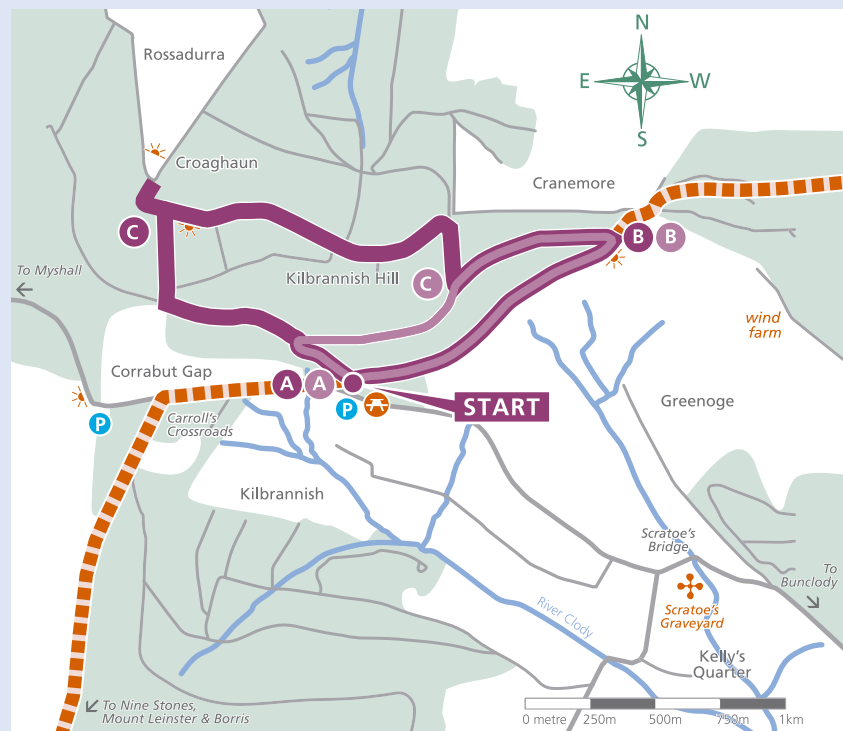 Rossadurra
N
E
W
S
Croaghaun
Cranemore
C
B
B
To Myshall
Kilbrannish Hill
C
wind
farm
Corrabut Gap
A
A
START
P
Greenoge
P
Carroll's
Crossroads
Kilbrannish
Scratoe's
Bridge
To
Bunclody
Scratoe's
Graveyard
River Clody
Kelly's
Quarter
To Nine Stones,
Mount Leinster & Borris
0 metre
250m
500m
750m
1km